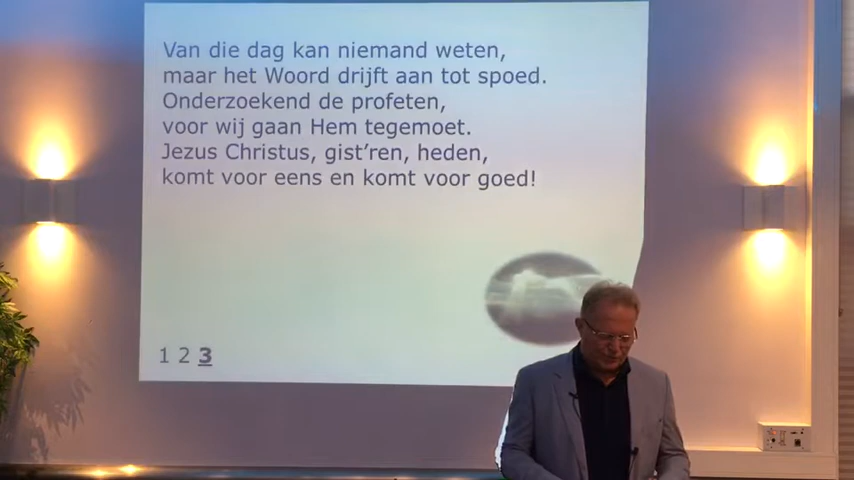 Van die dag kan niemand weten,
maar het Woord drijft aan tot spoed.
Onderzoekend de profeten,
voor wij gaan Hem tegemoet.
Jezus Christus, gist'ren, heden,
komt voor eens en komt voor goed!
1 2 3